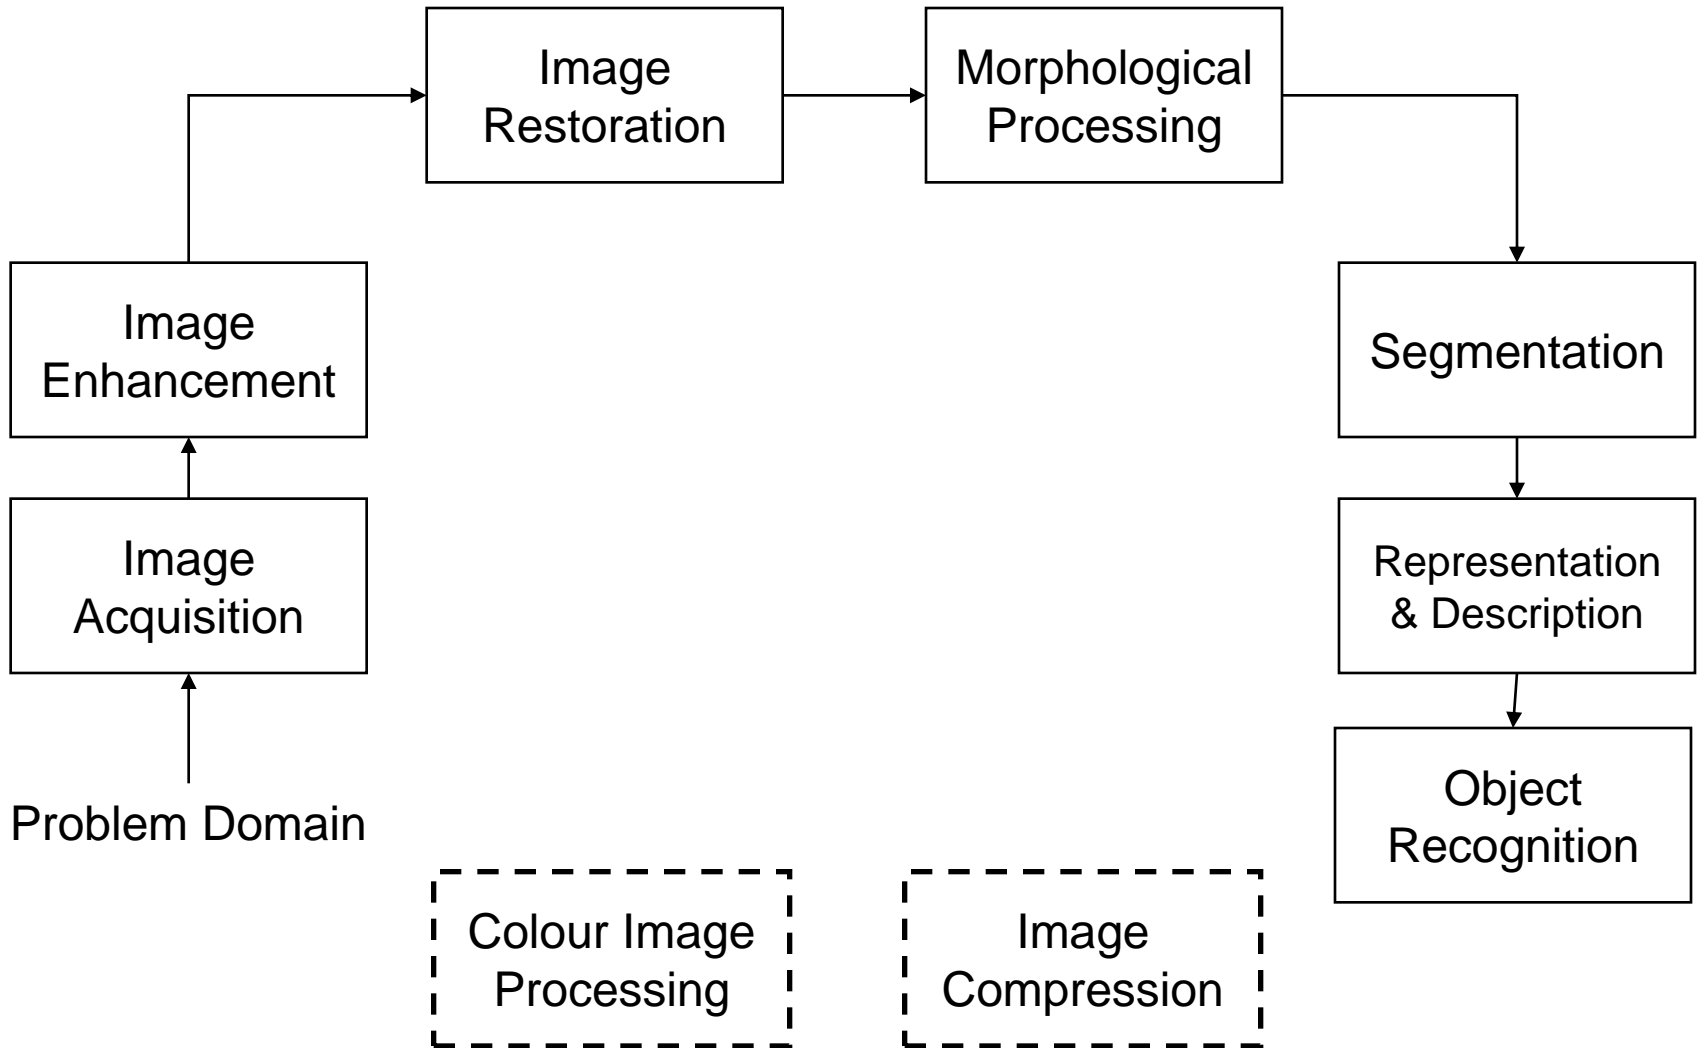 Image
Restoration
Morphological
Processing
Image
Enhancement
Segmentation
Image
Acquisition
Representation
& Description
Problem Domain
Object
Recognition
Colour Image
Processing
Image
Compression